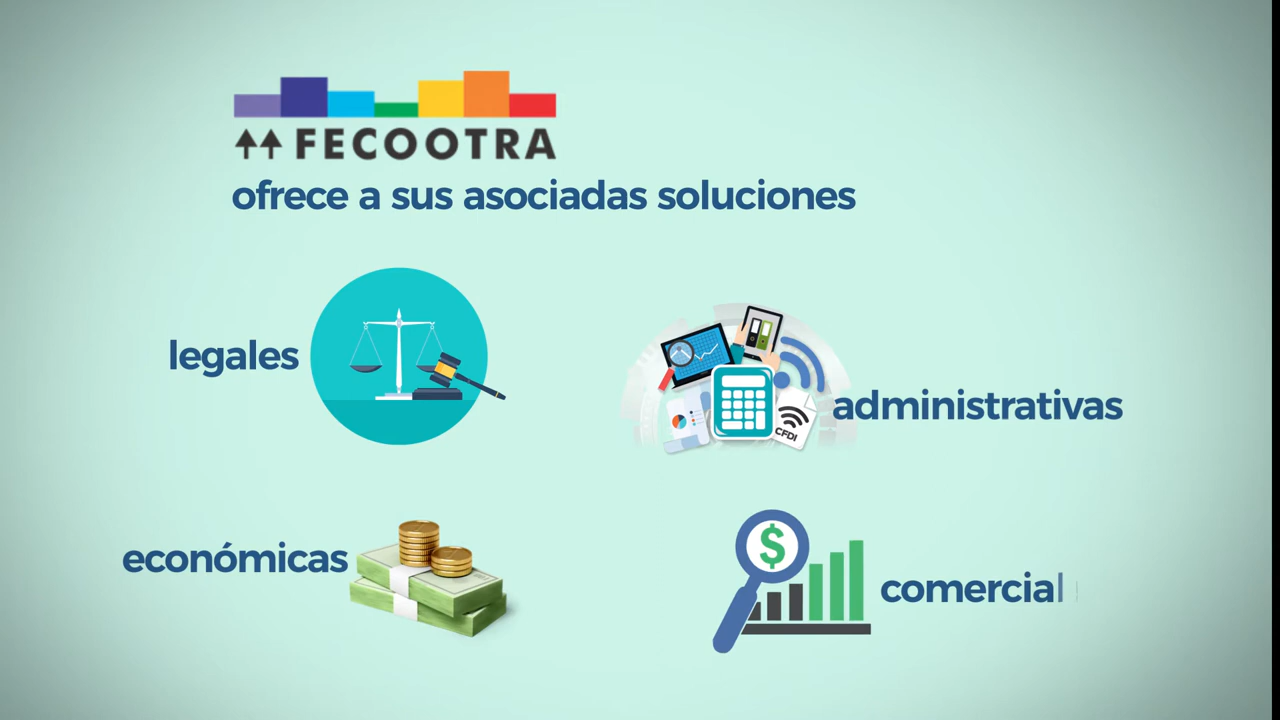 FECOOTRA
ofrece a sus asociadas soluciones
legales
administrativas
CFDI
económicas
comercial